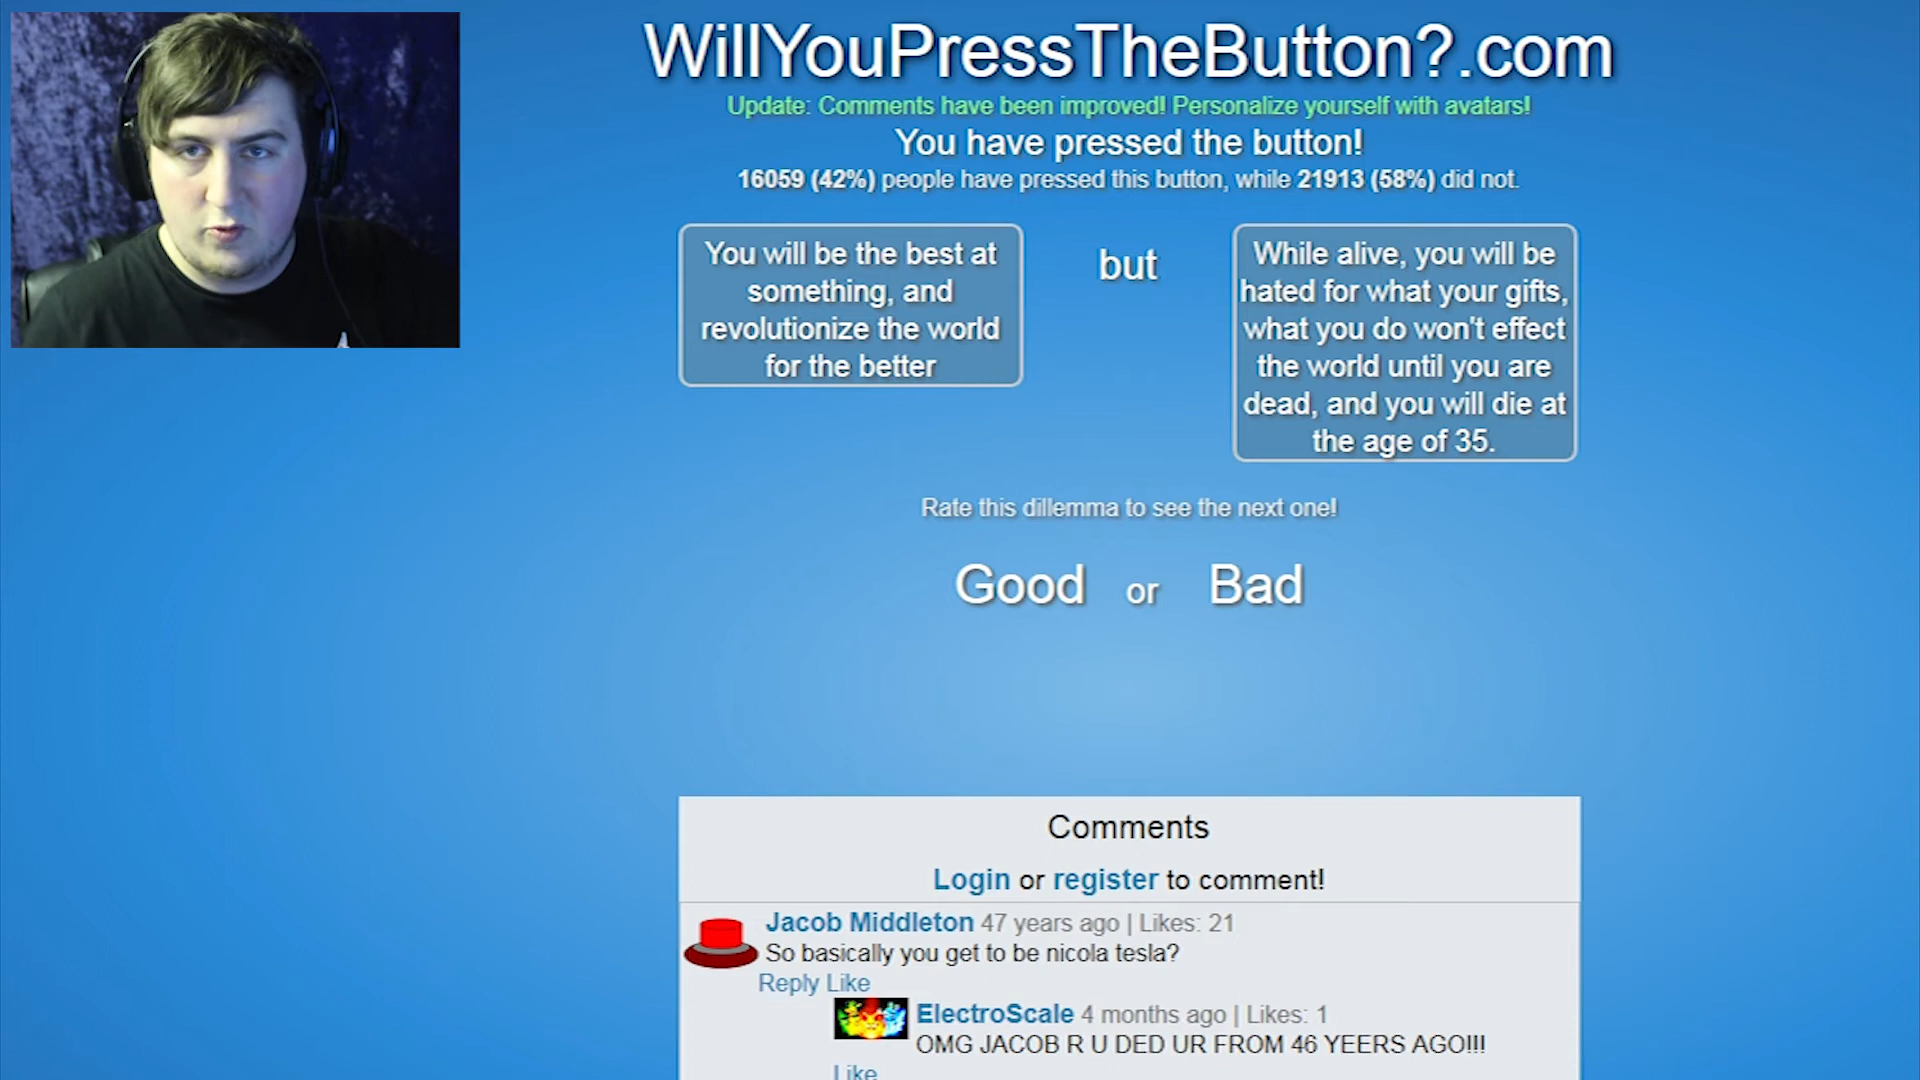 WillYouPressTheButton?.com
Update: Comments have been improved! Personalize yourself with avatars!
You have pressed the button!
16059 (42%) people have pressed this button, while 21913 (58%) did not.
You will be the best at
something, and
revolutionize the world
for the better
but
While alive, you will be
hated for what your gifts,
what you do won't effect
the world until you are
dead, and you will die at
the age of 35.
Rate this dillemma to see the next one!
Good or Bad
Comments
Login or register to comment!
Jacob Middleton 47 years ago | Likes: 21
So basically you get to be nicola tesla?
Reply Like
ElectroScale 4 months ago | Likes: 1
OMG JACOB R U DED UR FROM 46 YEERS AGO!!!
Like